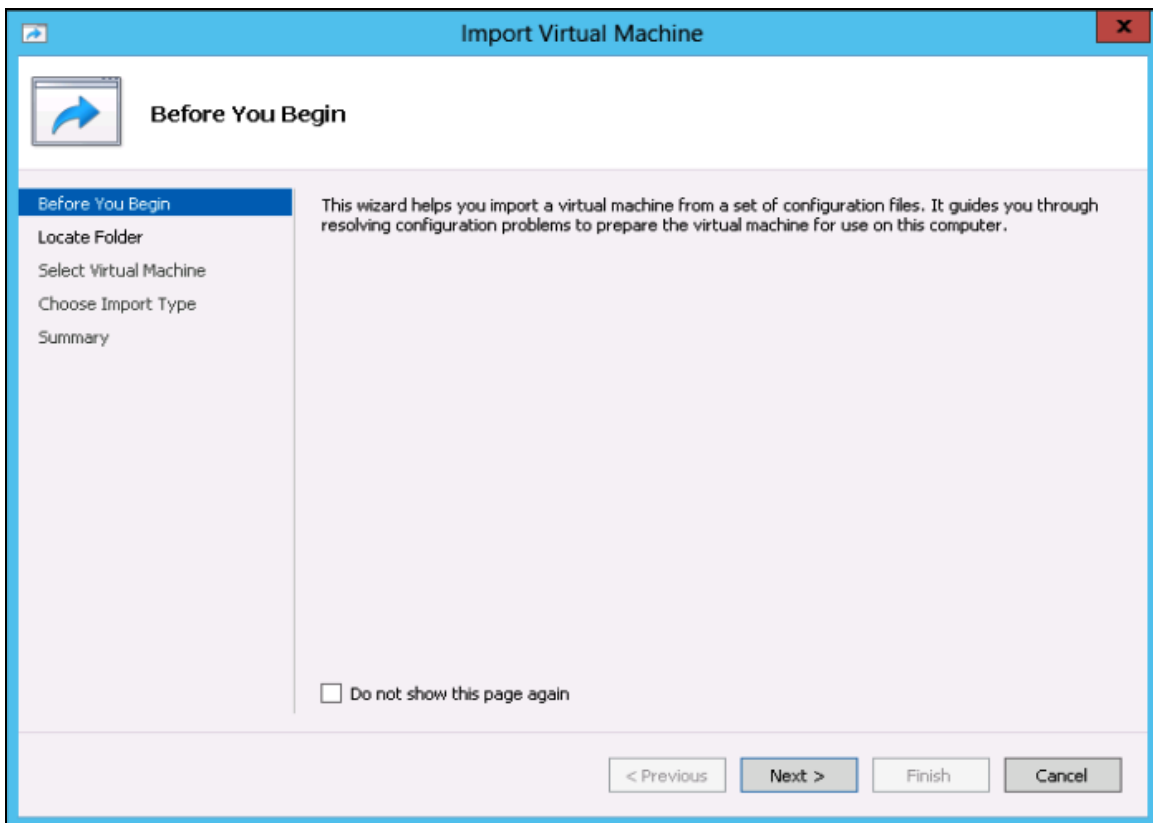 Import Virtual Machine
x
Before You Begin
Before You Begin
Locate Folder
Select Virtual Machine
Choose Import Type
Summary
This wizard helps you import a virtual machine from a set of configuration files. It guides you through
resolving configuration problems to prepare the virtual machine for use on this computer.
Do not show this page again
< Previous
Next >
Finish
Cancel